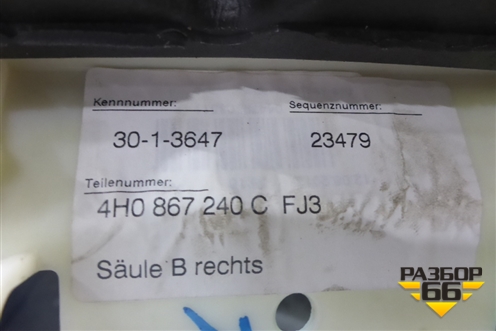 Kennnummer: Sequenznummer:
30-1-3647 23479
Teilenummer:
4H0 867 240 C FJ3
Säule B rechts
РАЗБОР
66